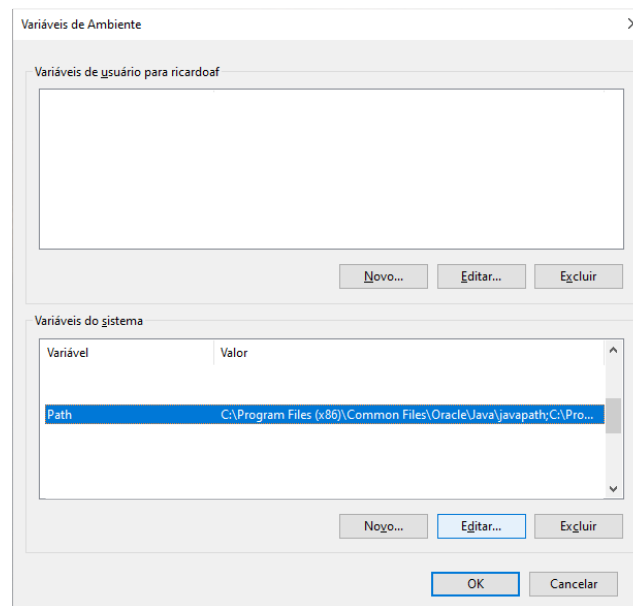 Variáveis de Ambiente
Variáveis de usuário para ricardoaf
Novo... Editar... Excluir
Variáveis do sistema
Variável Valor
Path C:\Program Files (x86)\Common Files\Oracle\Java\javapath;C:\Pro...
Novo... Editar... Excluir
OK Cancelar